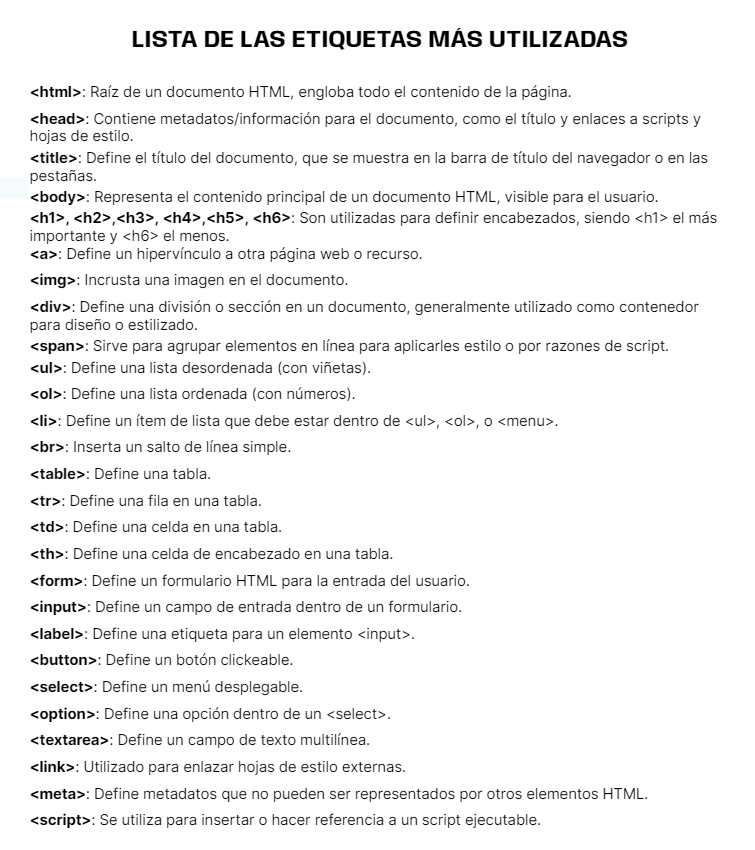 LISTA DE LAS ETIQUETAS MÁS UTILIZADAS
<html>: Raíz de un documento HTML, engloba todo el contenido de la página.
<head>: Contiene metadatos/información para el documento, como el título y enlaces a scripts y
hojas de estilo.
<title>: Define el título del documento, que se muestra en la barra de título del navegador o en las
pestañas.
<body>: Representa el contenido principal de un documento HTML, visible para el usuario.
<h1>, <h2>,<h3>, <h4>,<h5>, <h6>: Son utilizadas para definir encabezados, siendo <h1> el más
importante y <h6> el menos.
<a>: Define un hipervínculo a otra página web o recurso.
<img>: Incrusta una imagen en el documento.
<div>: Define una división o sección en un documento, generalmente utilizado como contenedor
para diseño o estilizado.
<span>: Sirve para agrupar elementos en línea para aplicarles estilo o por razones de script.
<ul>: Define una lista desordenada (con viñetas).
<ol>: Define una lista ordenada (con números).
<li>: Define un ítem de lista que debe estar dentro de <ul>, <ol>, o <menu>.
<br>: Inserta un salto de línea simple.
<table>: Define una tabla.
<tr>: Define una fila en una tabla.
<td>: Define una celda en una tabla.
<th>: Define una celda de encabezado en una tabla.
<form>: Define un formulario HTML para la entrada del usuario.
<input>: Define un campo de entrada dentro de un formulario.
<label>: Define una etiqueta para un elemento <input>.
<button>: Define un botón clickeable.
<select>: Define un menú desplegable.
<option>: Define una opción dentro de un <select>.
<textarea>: Define un campo de texto multilínea.
<link>: Utilizado para enlazar hojas de estilo externas.
<meta>: Define metadatos que no pueden ser representados por otros elementos HTML.
<script>: Se utiliza para insertar o hacer referencia a un script ejecutable.